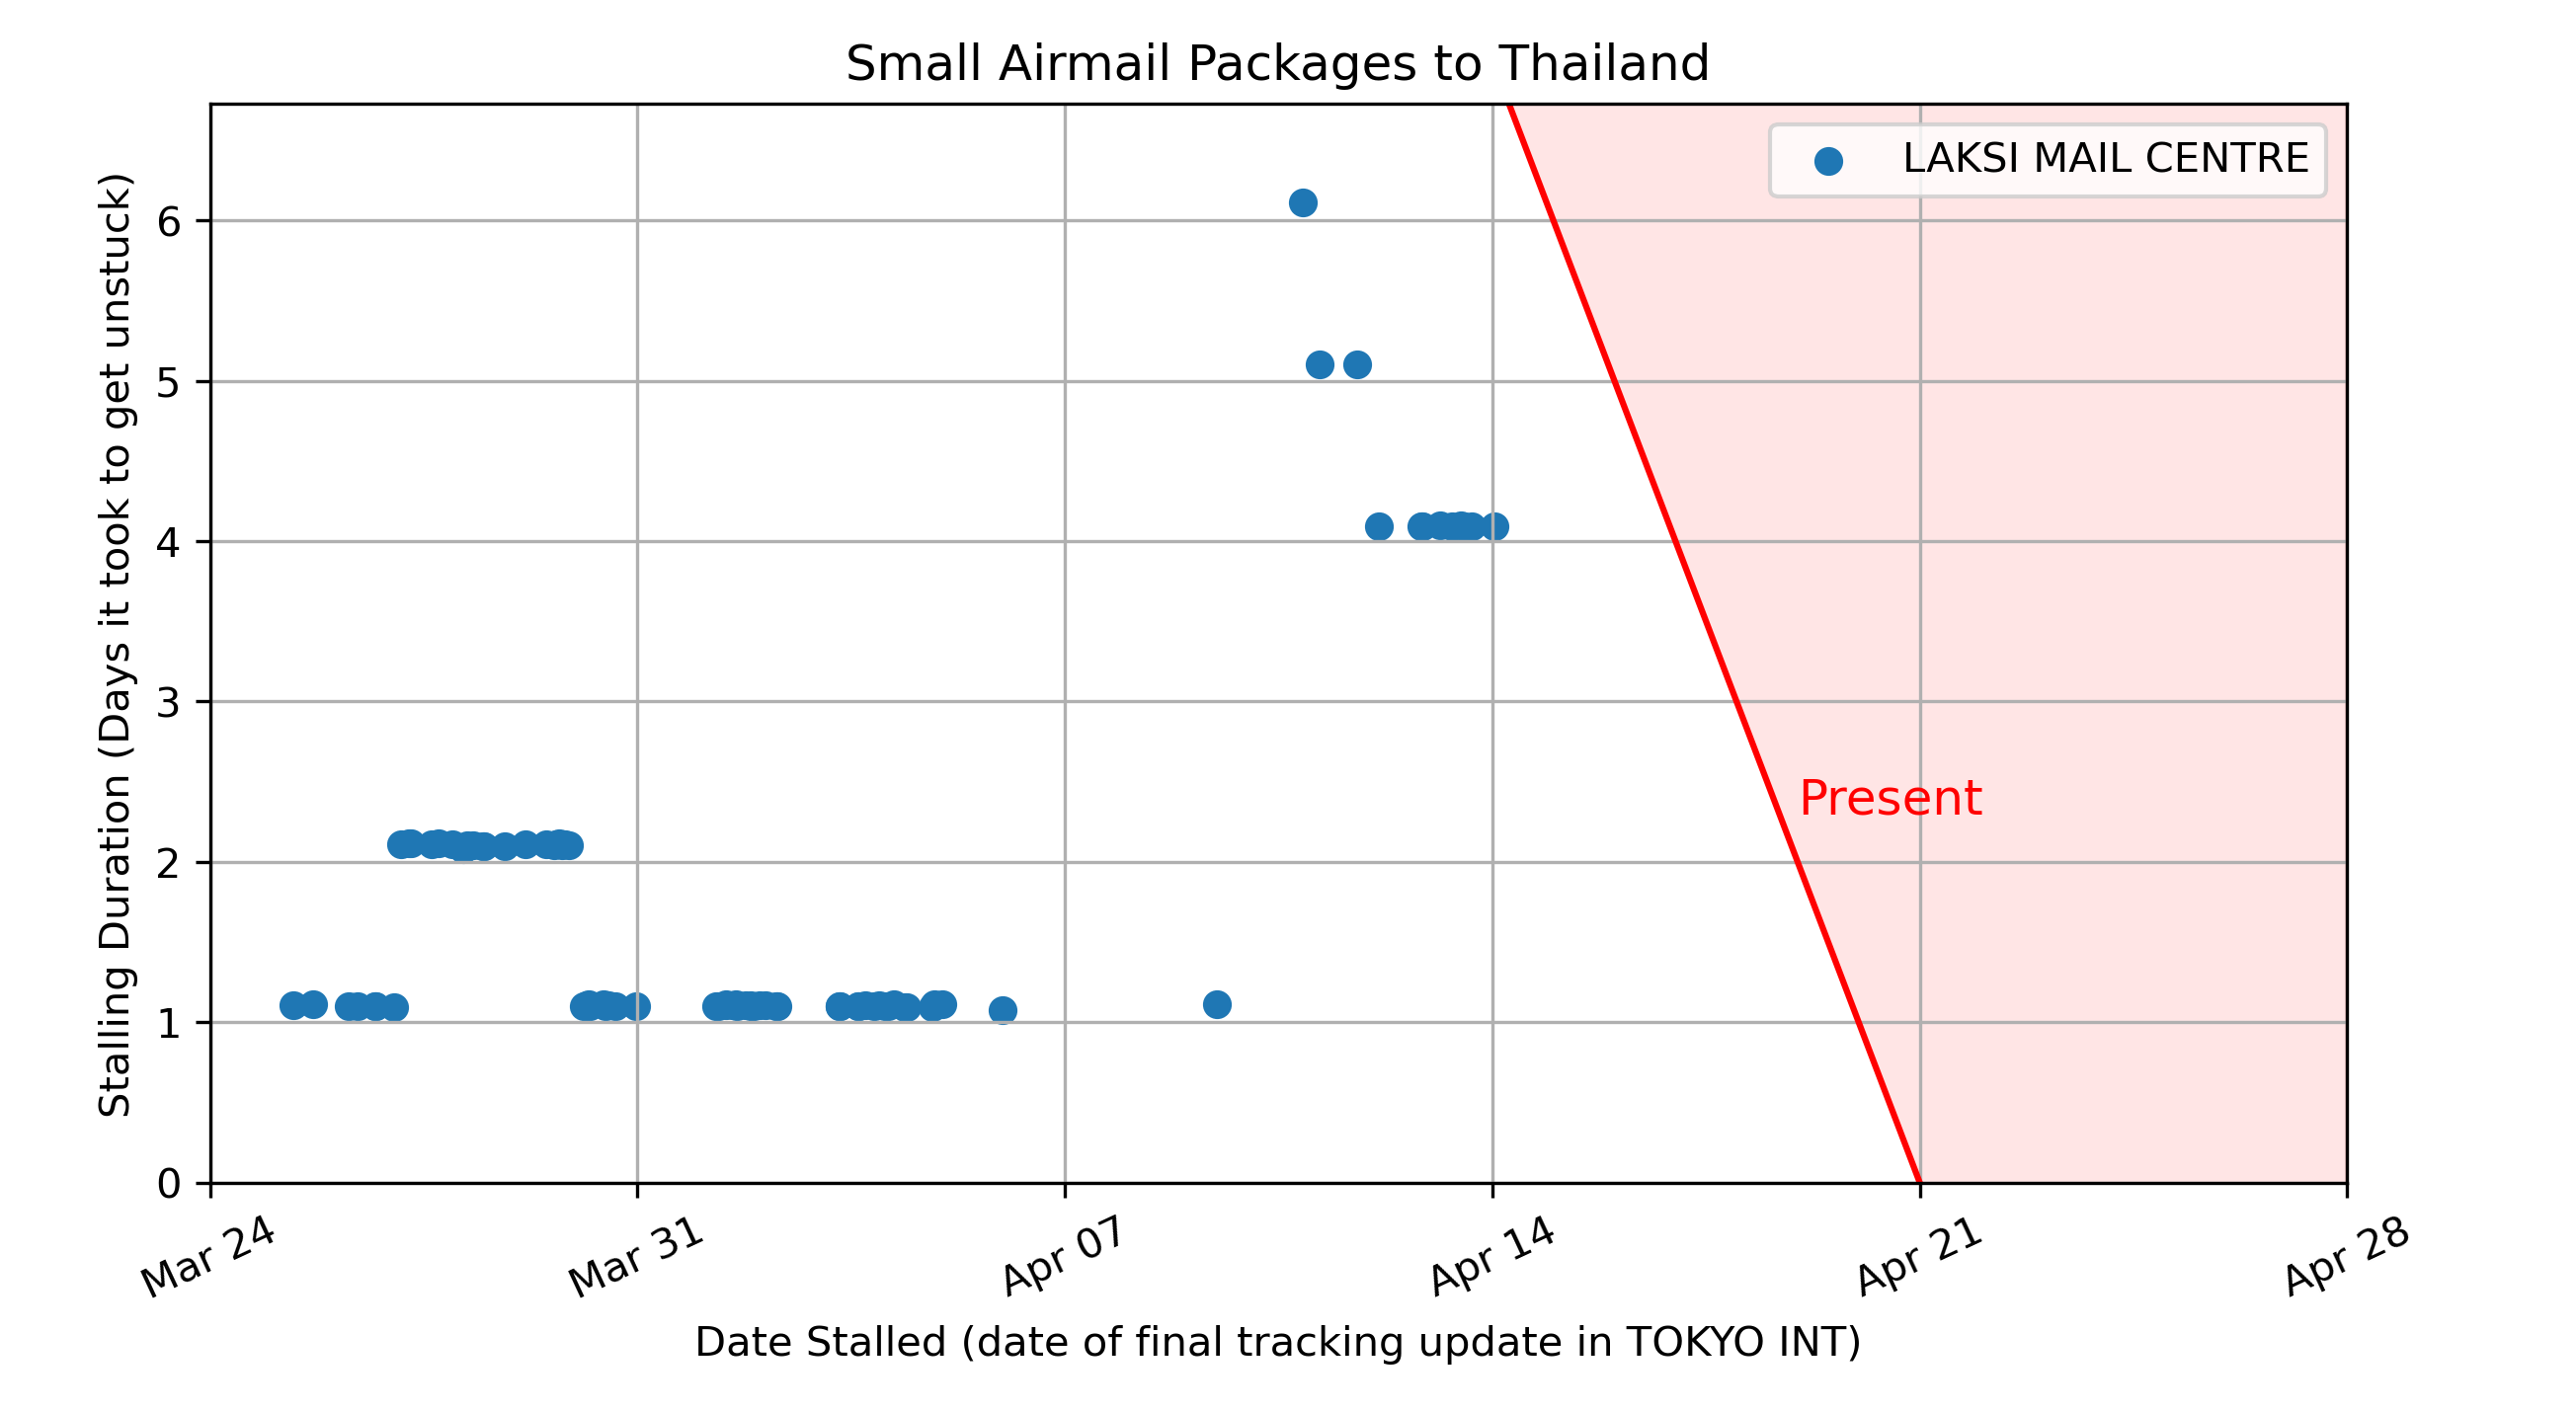 Small Airmail Packages to Thailand
LAKSI MAIL CENTRE
Stalling Duration (Days it took to get unstuck)
6
5
4
3
2
1
0
Present
Mar 24
Mar 31
Apr 07
Apr 14
Apr 21
Apr 28
Date Stalled (date of final tracking update in TOKYO INT)